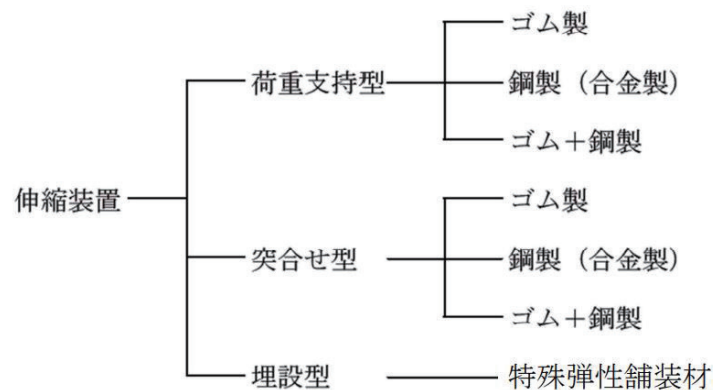 伸縮装置
荷重支持型
ゴム製
鋼製（合金製）
ゴム＋鋼製
突合せ型
ゴム製
鋼製（合金製）
ゴム＋鋼製
埋設型
特殊弾性舗装材